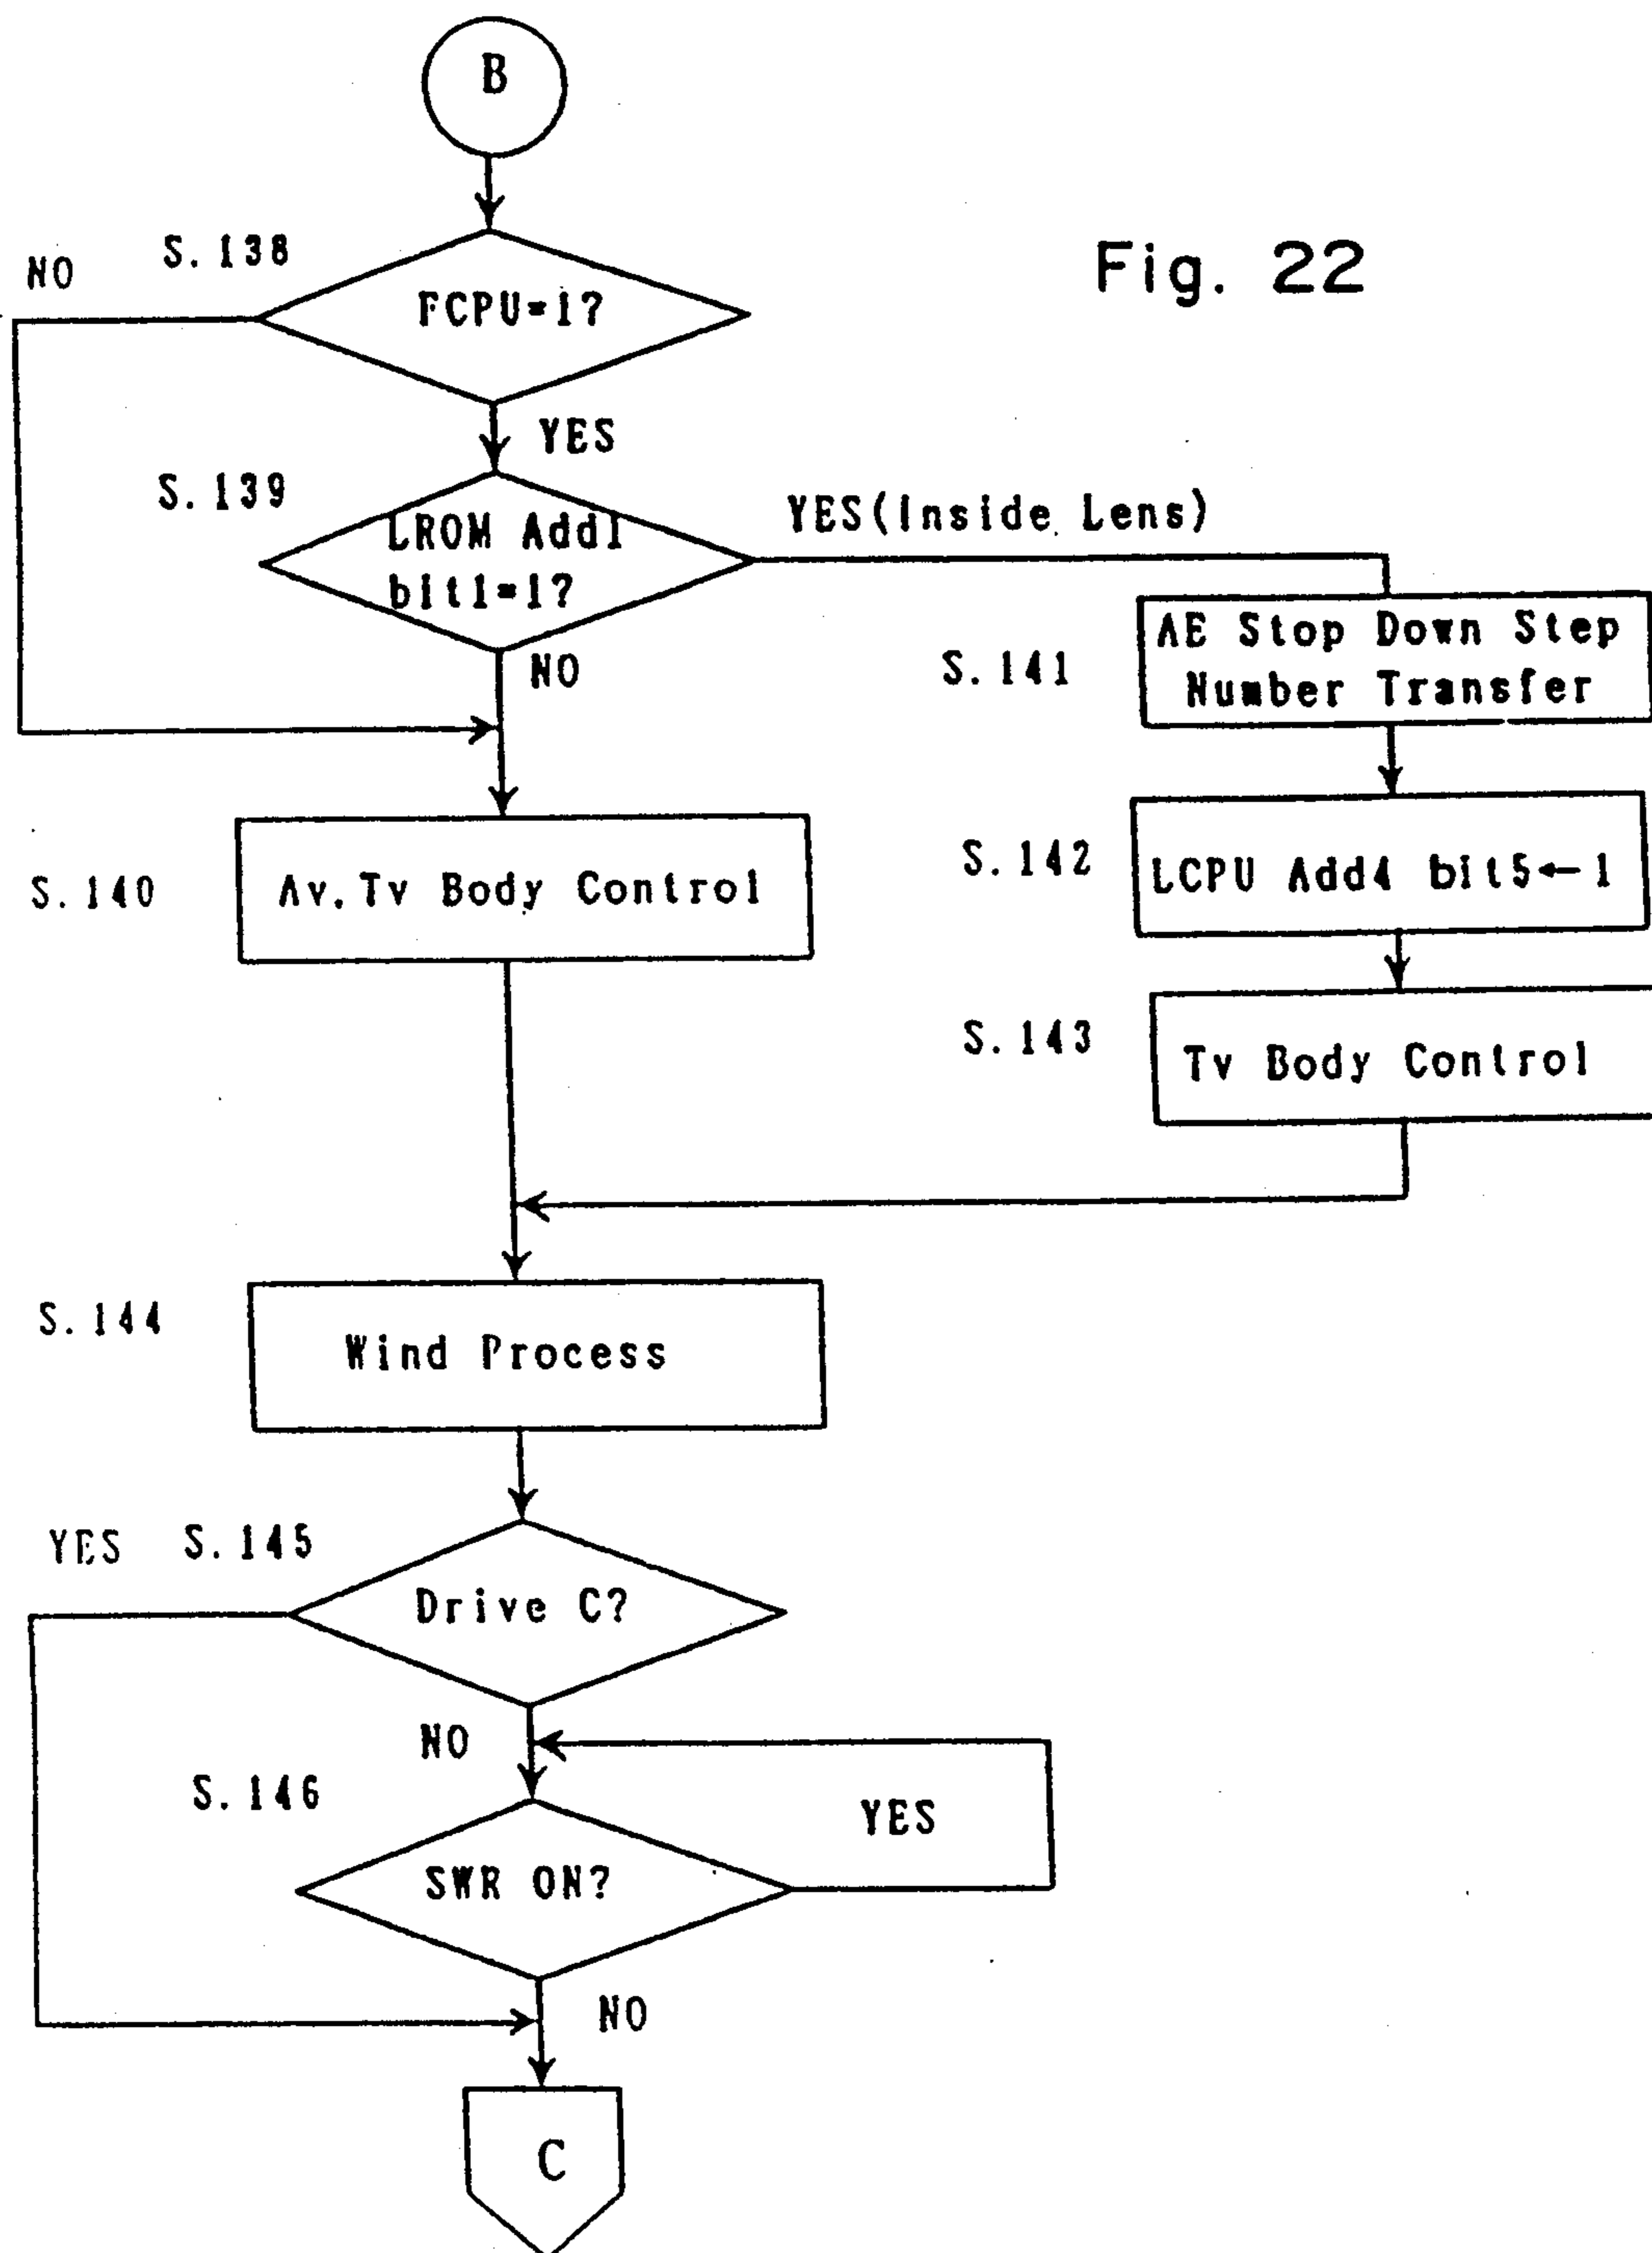 B
Fig. 22
NO
S.138
FCPU=1?
YES
S.139
LROM Add1
bit1=1?
YES(Inside Lens)
NO
S.141
AE Stop Down Step
Number Transfer
S.142
LCPU Add4 bit5←1
S.140
Av.Tv Body Control
S.143
Tv Body Control
S.144
Wind Process
YES
S.145
Drive C?
NO
S.146
YES
SWR ON?
NO
C